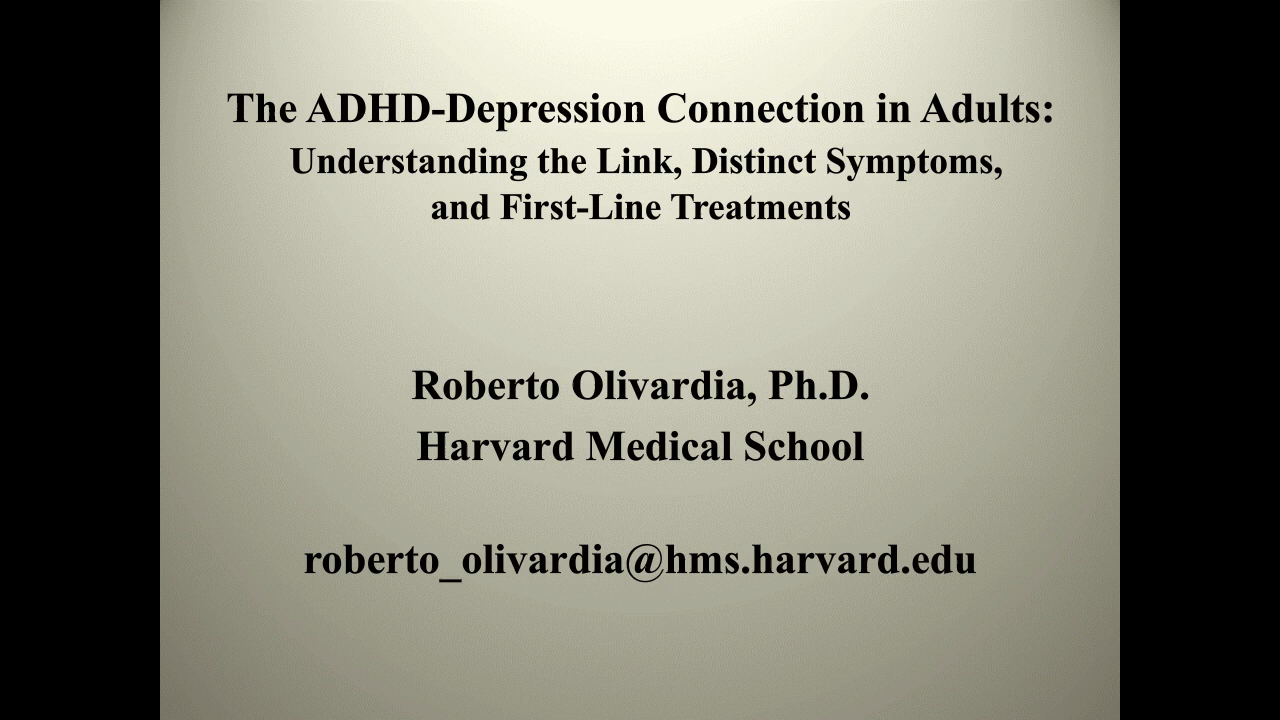 The ADHD-Depression Connection in Adults:
Understanding the Link, Distinct Symptoms,
and First-Line Treatments
Roberto Olivardia, Ph.D.
Harvard Medical School
roberto_olivardia@hms.harvard.edu